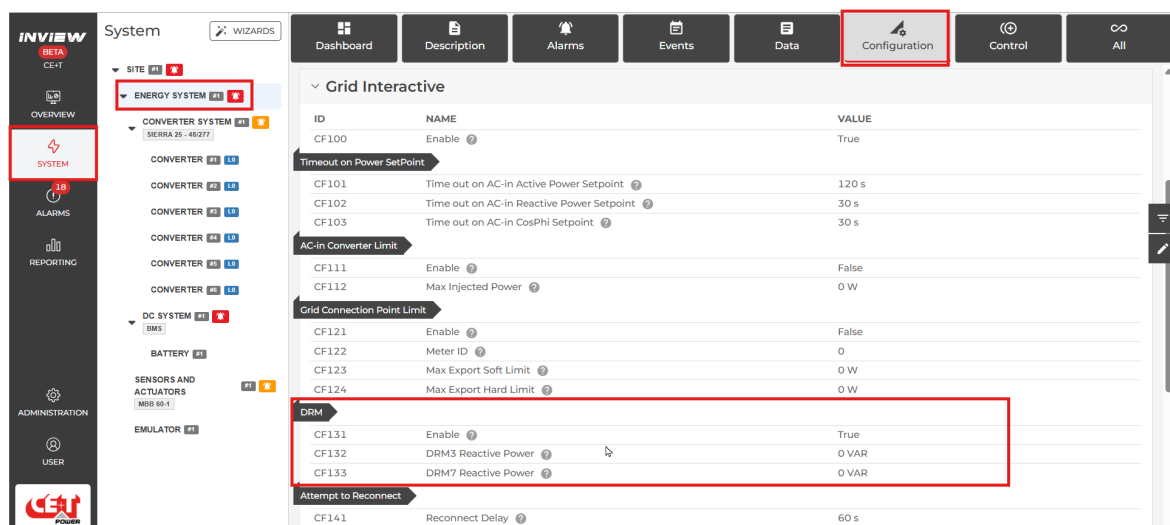 INVIEW
BETA
CE+T
OVERVIEW
SYSTEM
18
ALARMS
REPORTING
ADMINISTRATION
USER
CE+T
POWER
System
WIZARDS
SITE #1
ENERGY SYSTEM #1
CONVERTER SYSTEM #1
SIERRA 25 - 48/277
CONVERTER #1 L0
CONVERTER #2 L0
CONVERTER #3 L0
CONVERTER #4 L0
CONVERTER #5 L0
CONVERTER #6 L0
DC SYSTEM #1
BMS
BATTERY #1
SENSORS AND
ACTUATORS #1
MBB 60-1
EMULATOR #1
Dashboard
Description
Alarms
Events
Data
Configuration
Control
All
Grid Interactive
ID NAME VALUE
CF100 Enable ? True
Timeout on Power SetPoint
CF101 Time out on AC-in Active Power Setpoint ? 120 s
CF102 Time out on AC-in Reactive Power Setpoint ? 30 s
CF103 Time out on AC-in CosPhi Setpoint ? 30 s
AC-in Converter Limit
CF111 Enable ? False
CF112 Max Injected Power ? 0 W
Grid Connection Point Limit
CF121 Enable ? False
CF122 Meter ID ? 0
CF123 Max Export Soft Limit ? 0 W
CF124 Max Export Hard Limit ? 0 W
DRM
CF131 Enable ? True
CF132 DRM3 Reactive Power ? 0 VAR
CF133 DRM7 Reactive Power ? 0 VAR
Attempt to Reconnect
CF141 Reconnect Delay ? 60 s